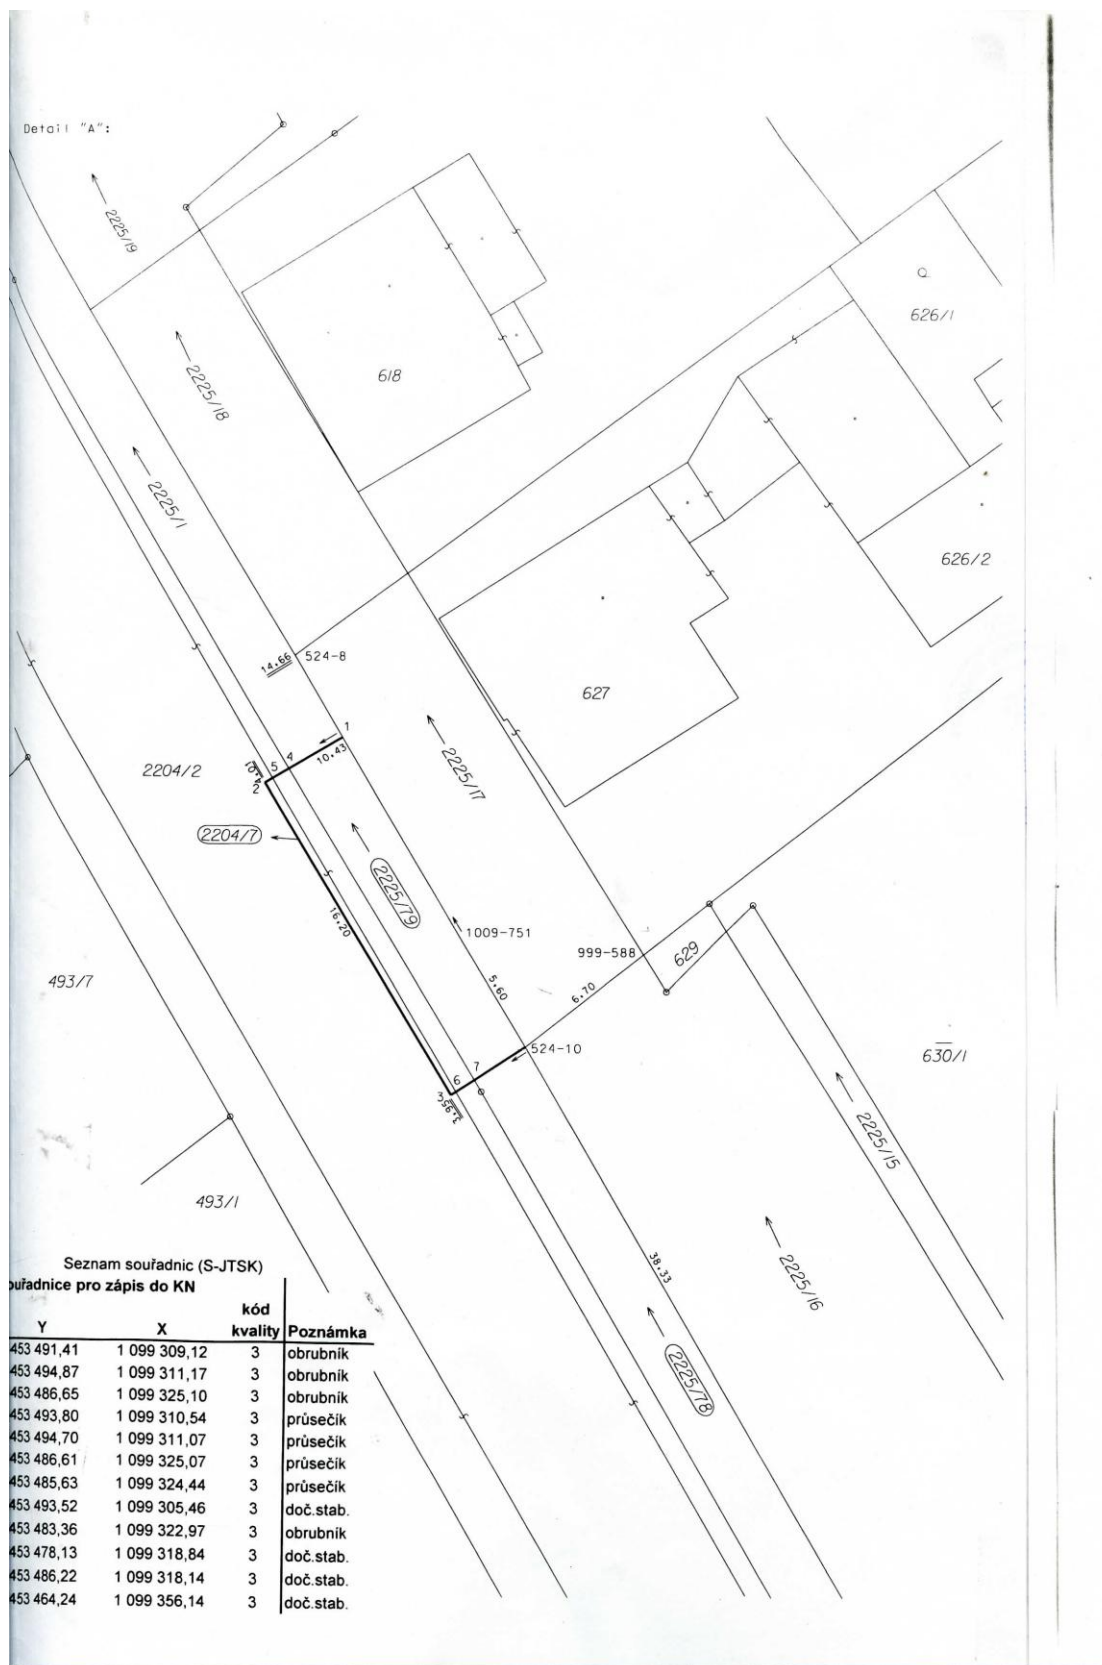 Detail "A":
2225/19
2225/18
618
626/1
2225/1
626/2
14.66
524-8
627
1
10.43
4
5
2
4.01
2204/2
2225/17
2204/7
2225/79
16.20
1009-751
999-588
629
493/7
5.60
6.70
524-10
630/1
7
6
3.95
2225/15
493/1
38.33
2225/16
2225/78
Seznam souřadnic (S-JTSK)
ouřadnice pro zápis do KN
kód
Y X kvality Poznámka
453 491,41 1 099 309,12 3 obrubník
453 494,87 1 099 311,17 3 obrubník
453 486,65 1 099 325,10 3 obrubník
453 493,80 1 099 310,54 3 průsečík
453 494,70 1 099 311,07 3 průsečík
453 486,61 1 099 325,07 3 průsečík
453 485,63 1 099 324,44 3 průsečík
453 493,52 1 099 305,46 3 doč.stab.
453 483,36 1 099 322,97 3 obrubník
453 478,13 1 099 318,84 3 doč.stab.
453 486,22 1 099 318,14 3 doč.stab.
453 464,24 1 099 356,14 3 doč.stab.